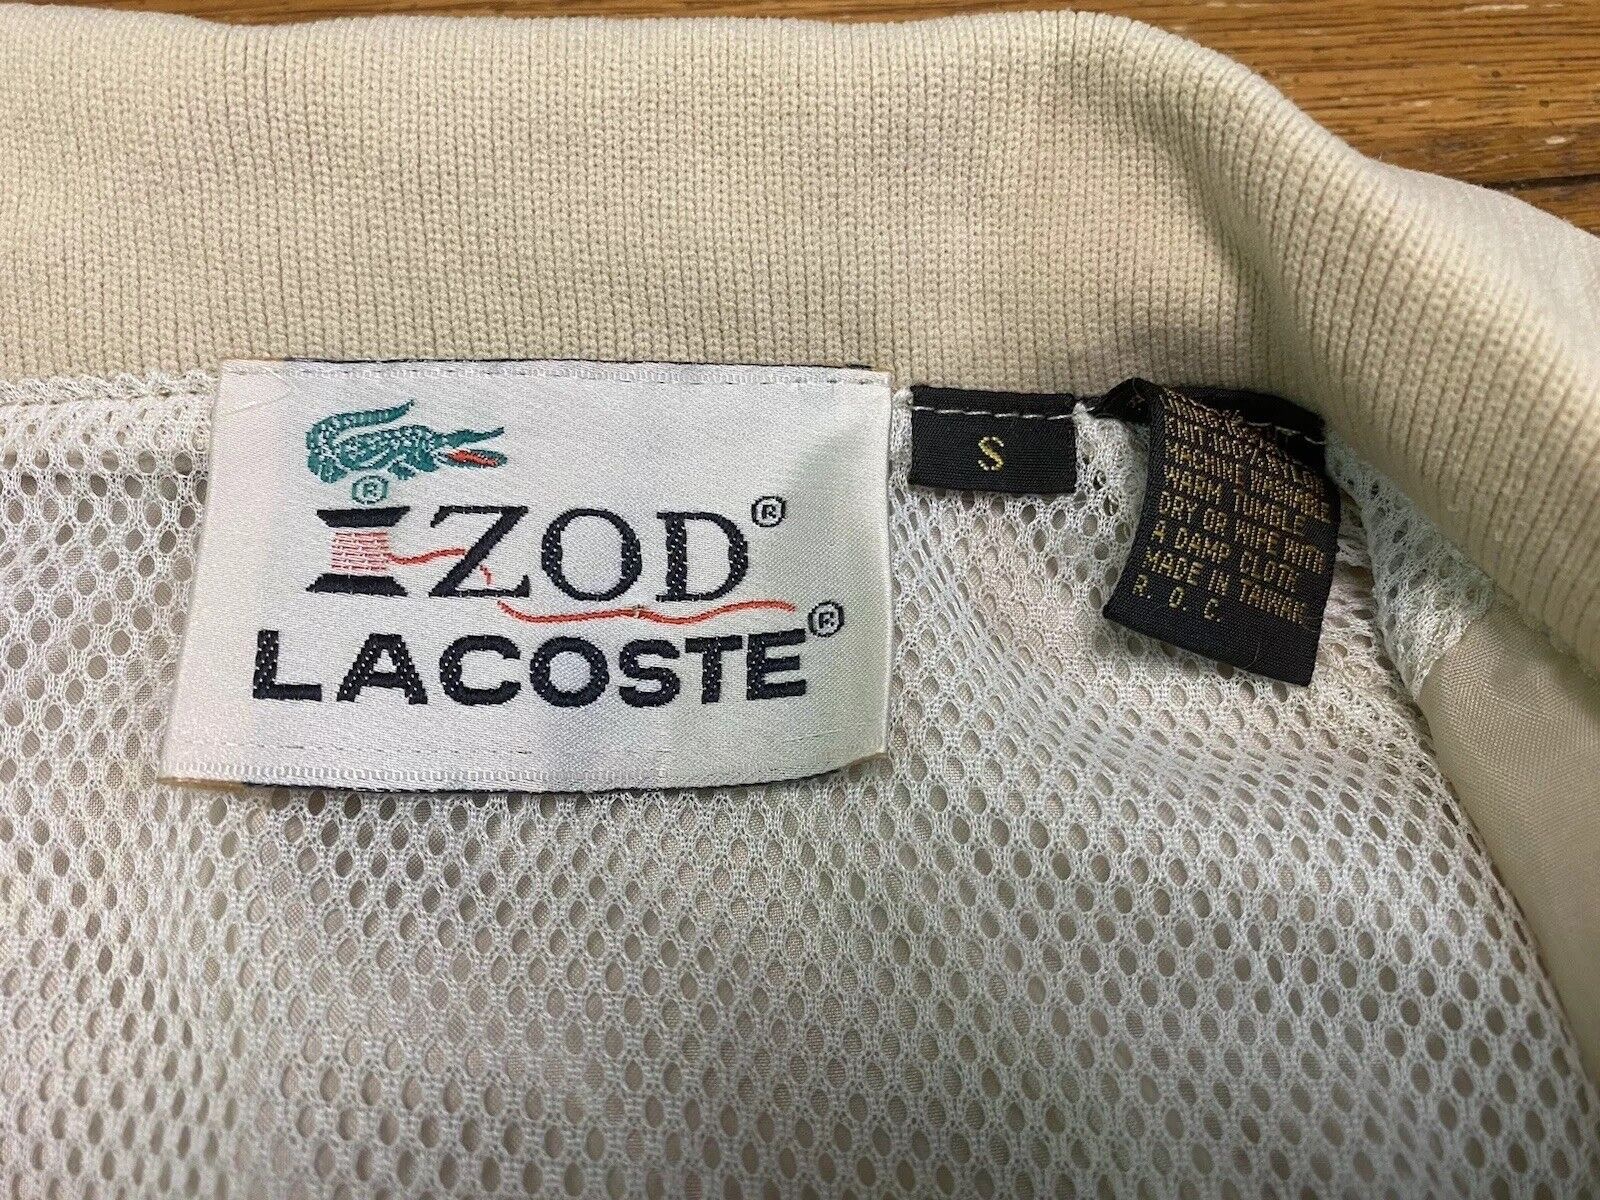 ®
IZOD®
LACOSTE®
S
MACHINE WASHABLE
WARM TUMBLE
DRY OR WIPE WITH
A DAMP CLOTH
MADE IN TAIWAN
R. O. C.